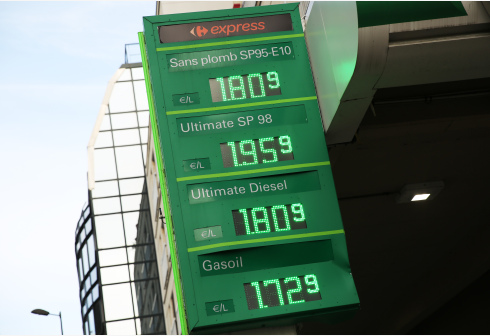 express
Sans plomb SP95-E10
€/L 1.809
Ultimate SP 98
€/L 1.959
Ultimate Diesel
€/L 1.809
Gasoil
€/L 1.729